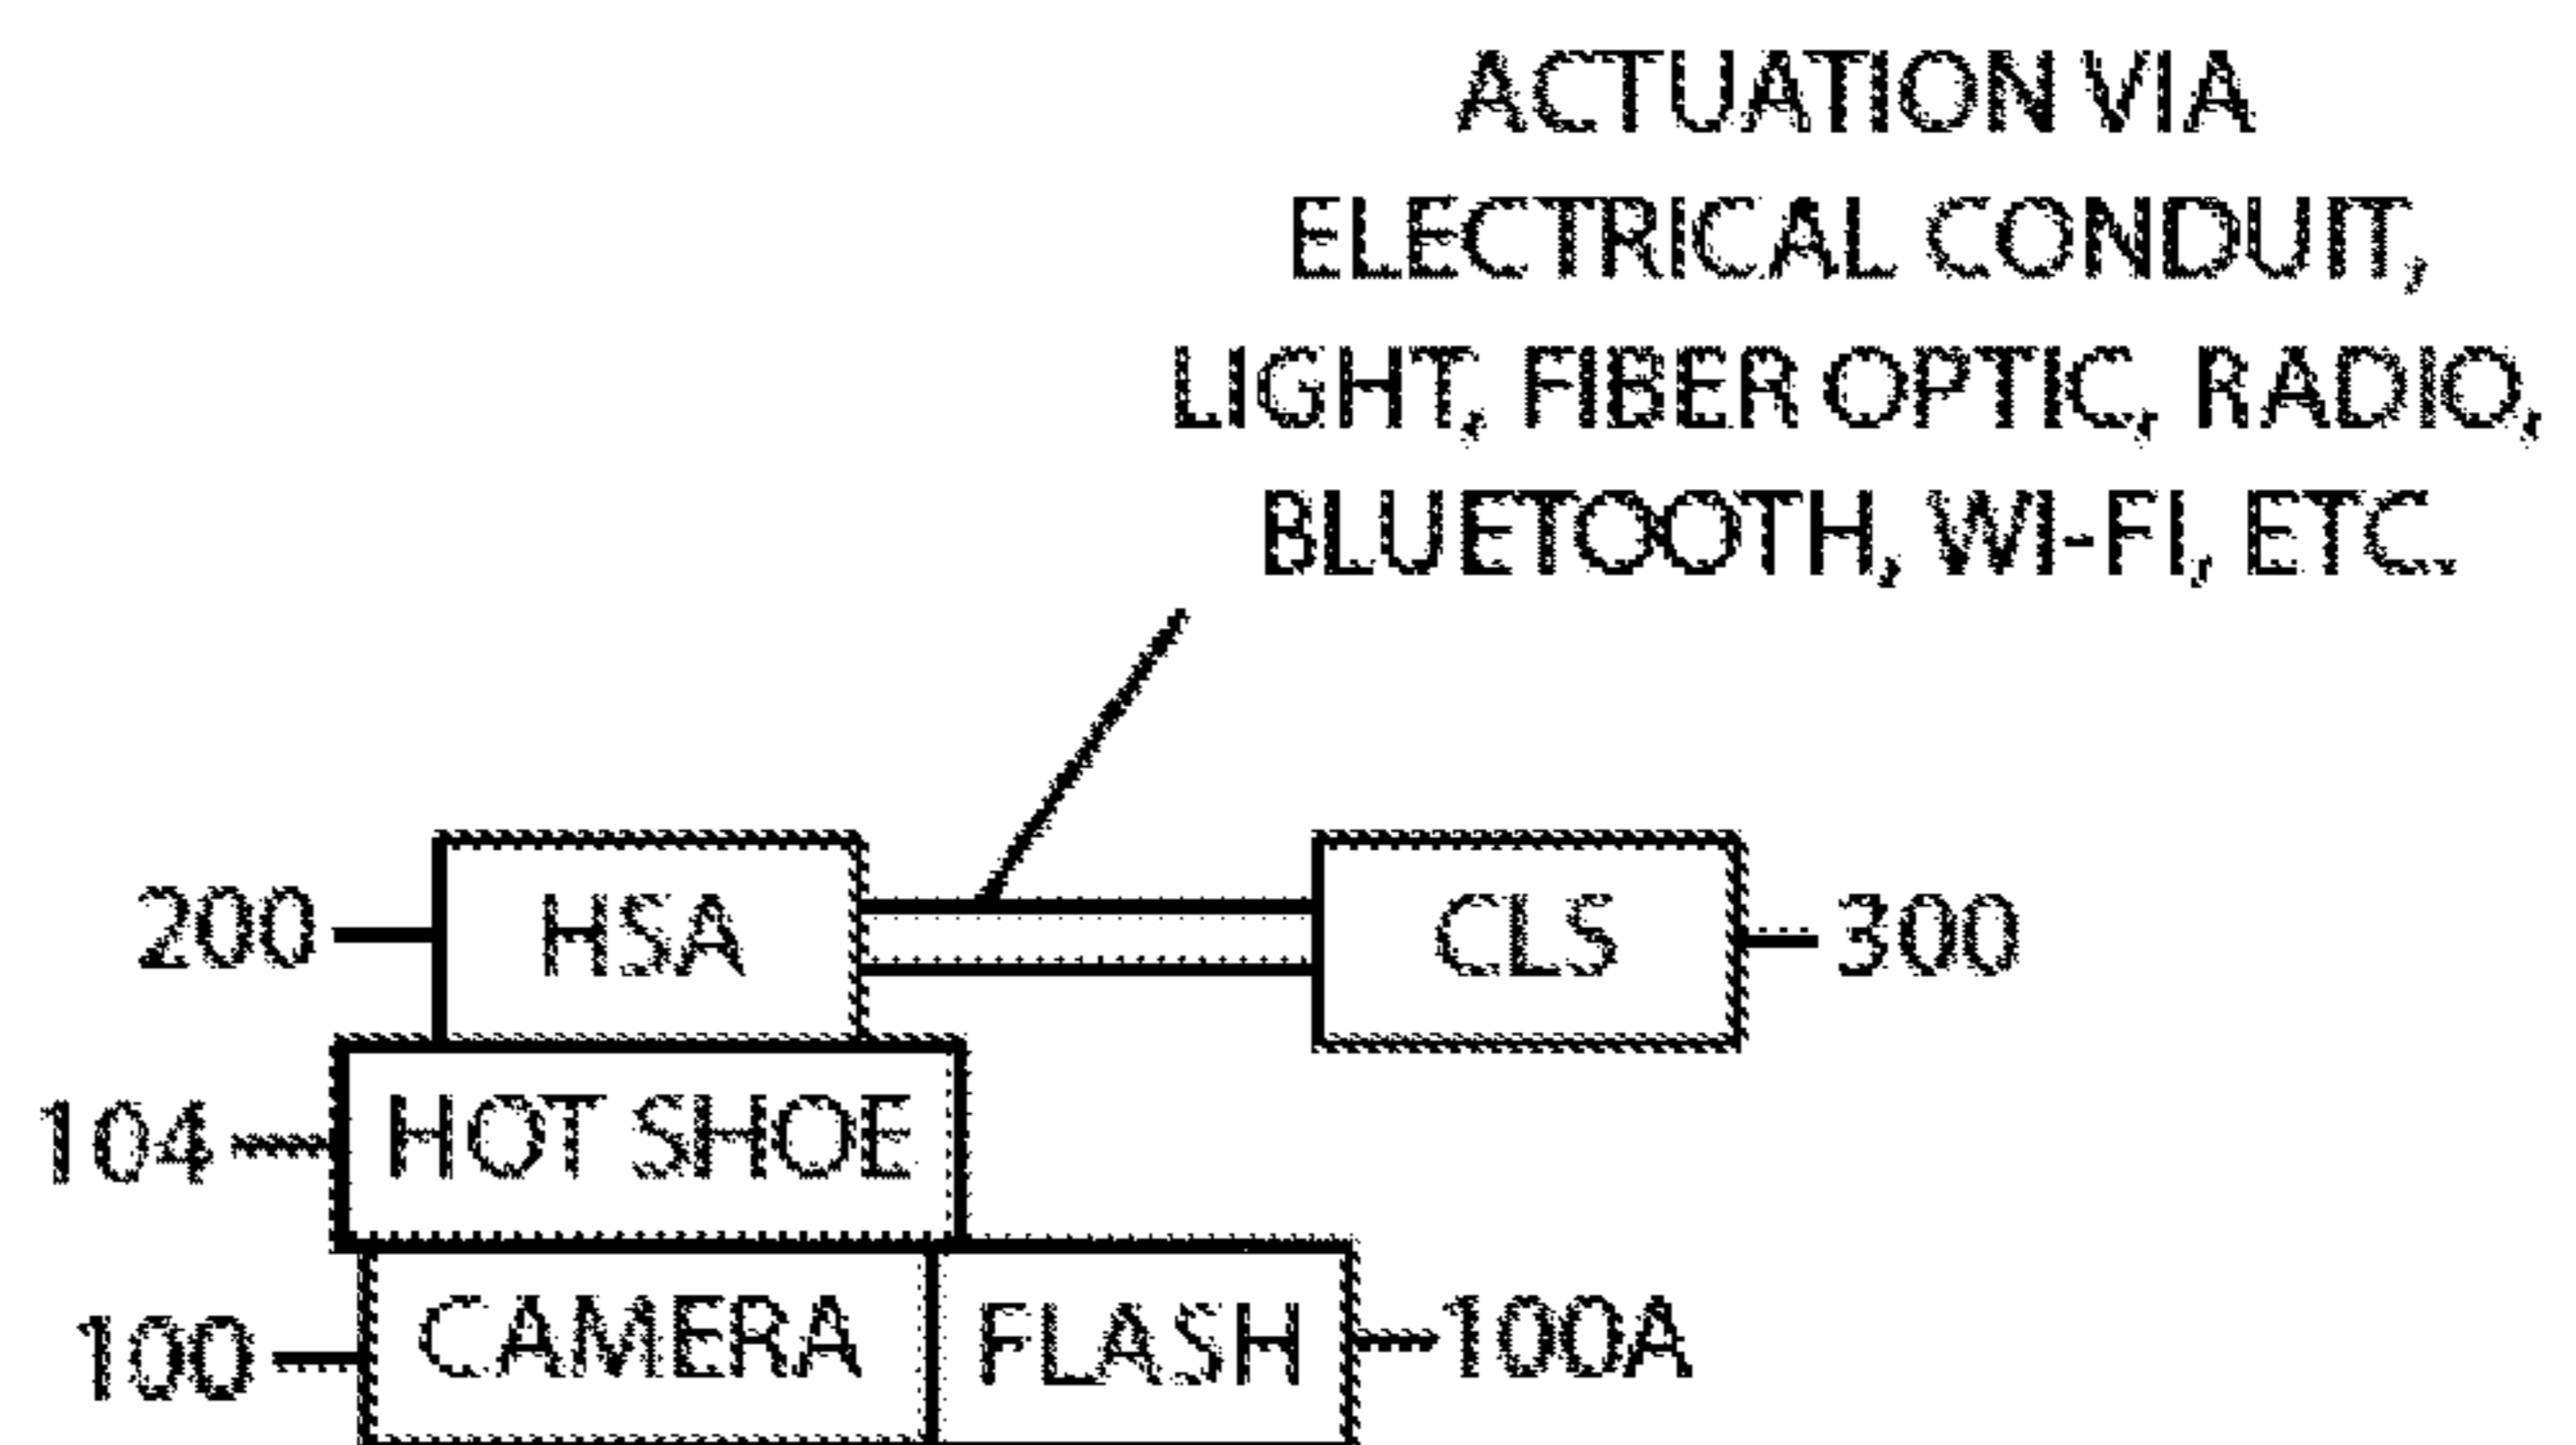 ACTUATION VIA
ELECTRICAL CONDUIT,
LIGHT, FIBER OPTIC, RADIO,
BLUETOOTH, WI-FI, ETC.
200 HSA CLS 300
104 HOT SHOE
100 CAMERA FLASH 100A